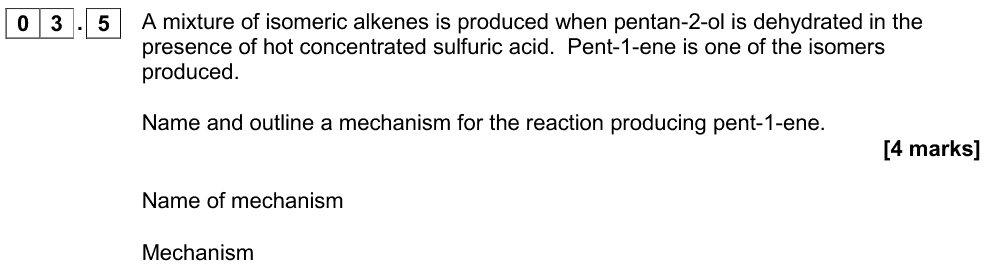 0 3 . 5 A mixture of isomeric alkenes is produced when pentan-2-ol is dehydrated in the
presence of hot concentrated sulfuric acid. Pent-1-ene is one of the isomers
produced.
Name and outline a mechanism for the reaction producing pent-1-ene.
[4 marks]
Name of mechanism
Mechanism